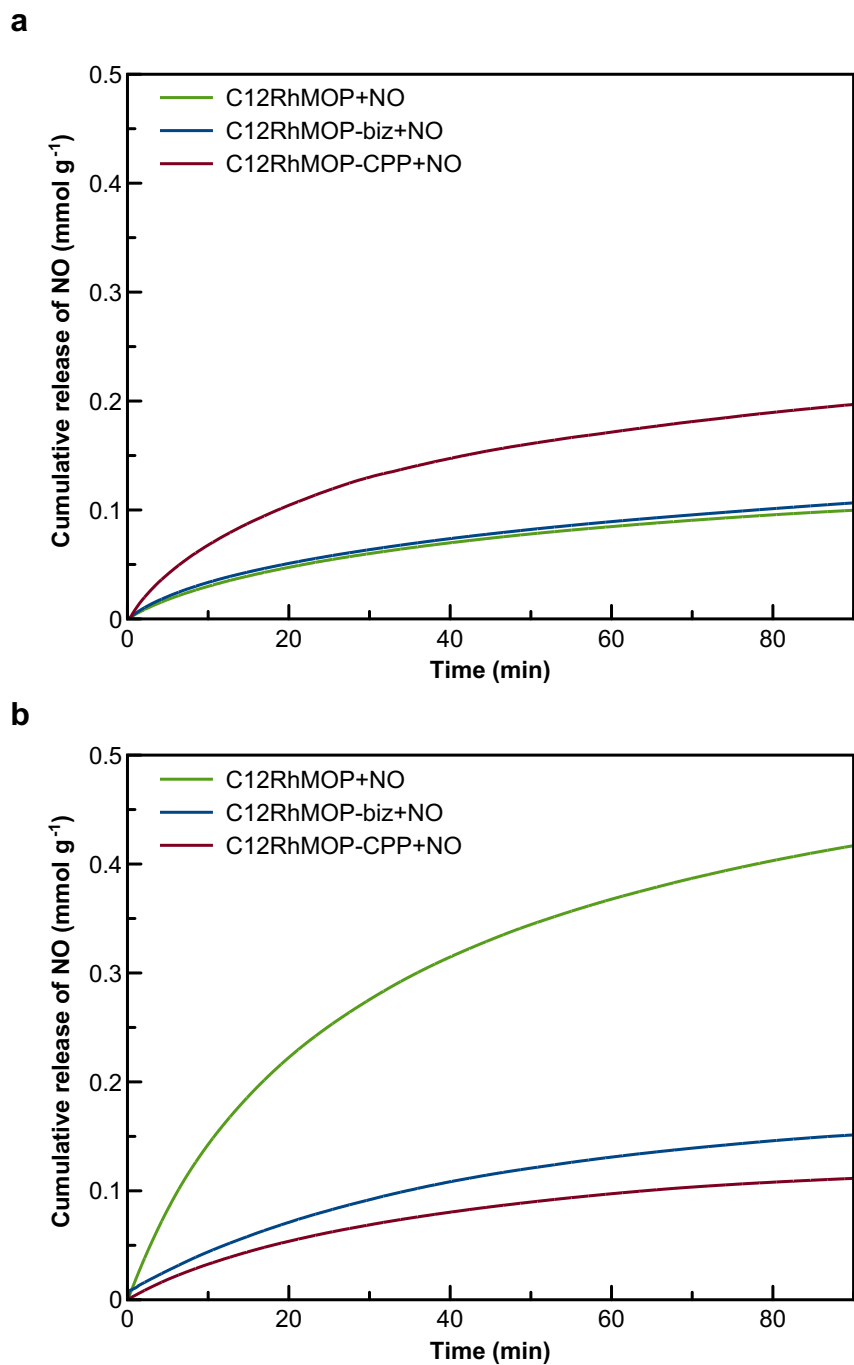 a
0.5
0.4
0.3
0.2
0.1
0
Cumulative release of NO (mmol g⁻¹)
C12RhMOP+NO
C12RhMOP-biz+NO
C12RhMOP-CPP+NO
0 20 40 60 80
Time (min)
b
0.5
0.4
0.3
0.2
0.1
0
Cumulative release of NO (mmol g⁻¹)
C12RhMOP+NO
C12RhMOP-biz+NO
C12RhMOP-CPP+NO
0 20 40 60 80
Time (min)